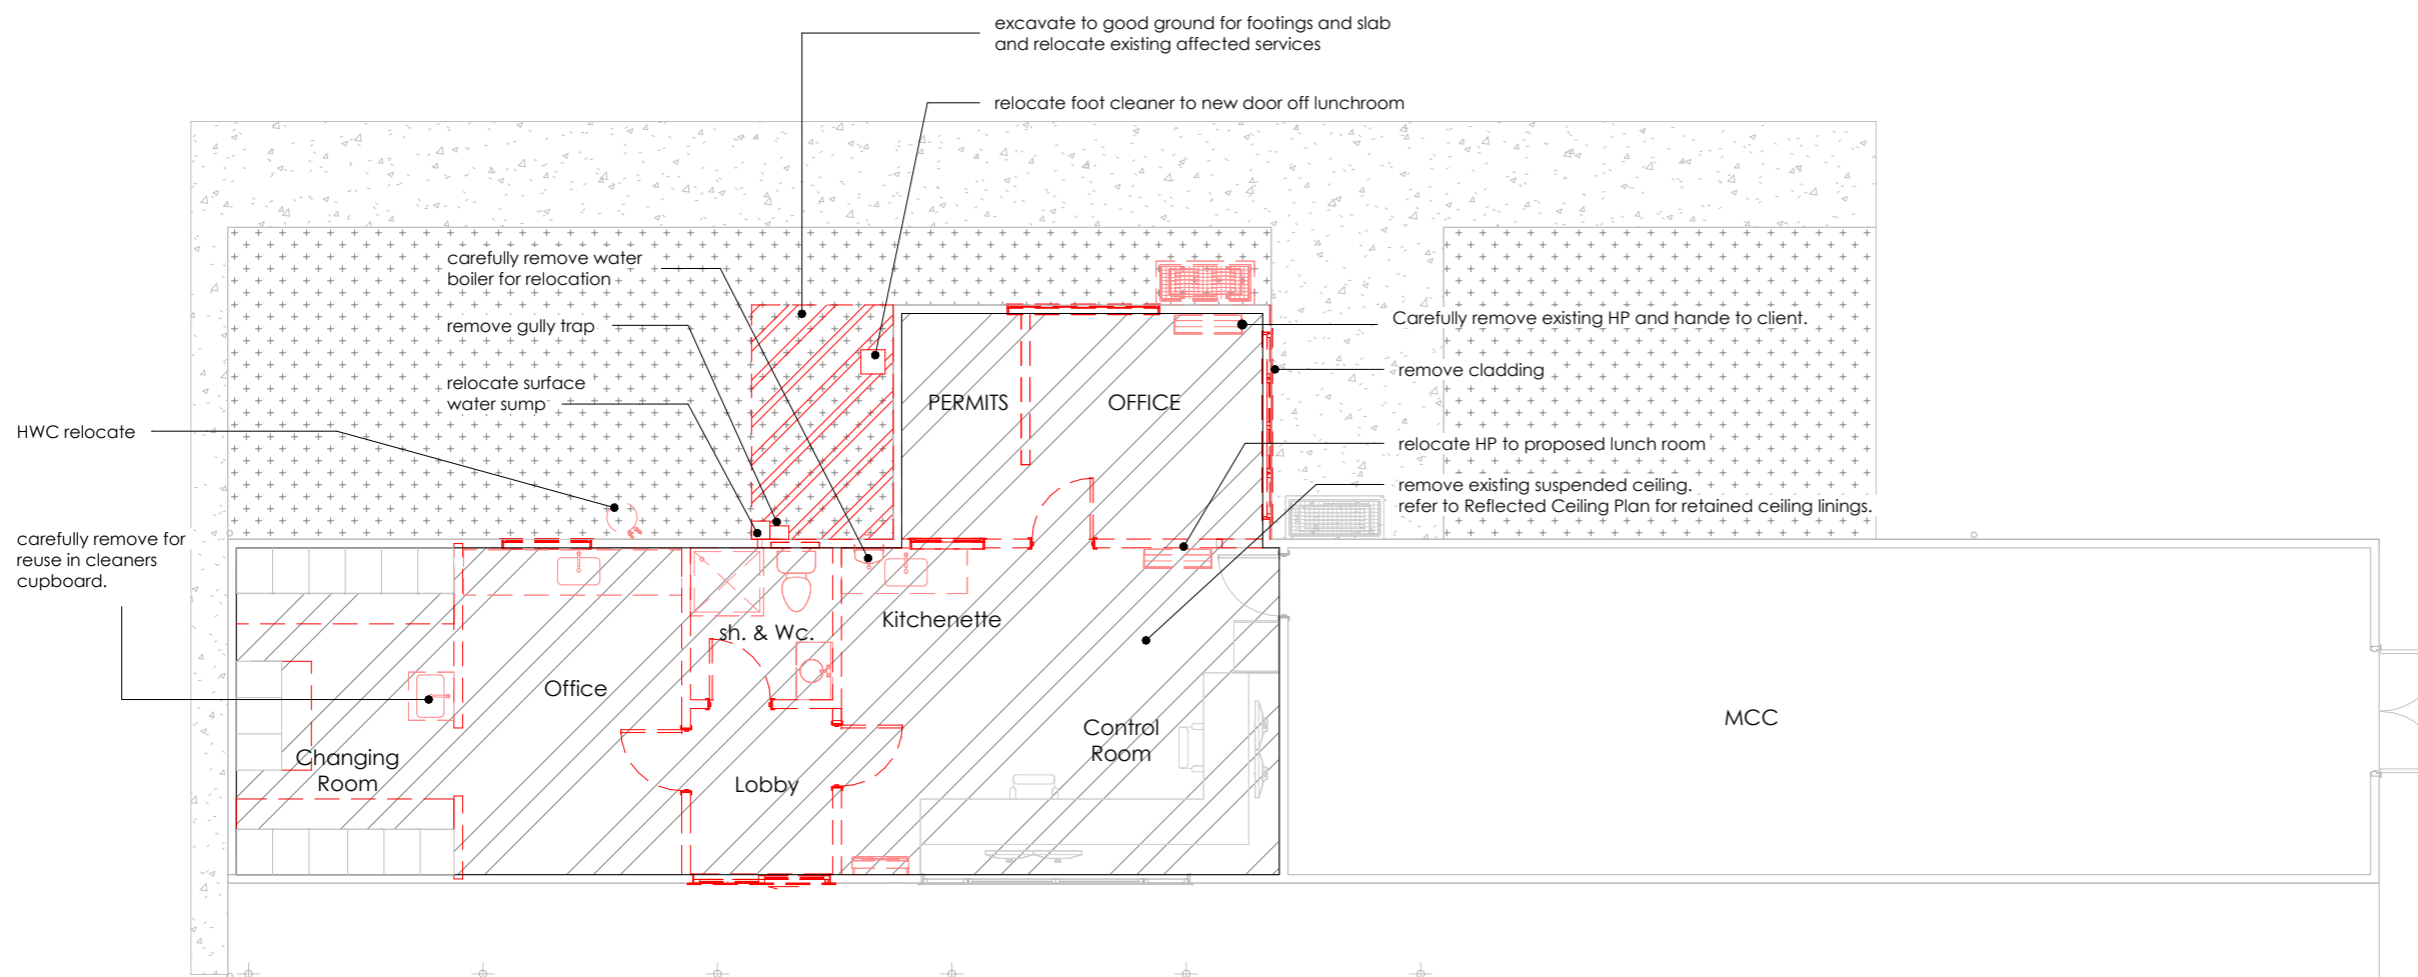 excavate to good ground for footings and slab
and relocate existing affected services
relocate foot cleaner to new door off lunchroom
carefully remove water
boiler for relocation
remove gully trap
relocate surface
water sump
HWC relocate
carefully remove for
reuse in cleaners
cupboard.
Carefully remove existing HP and hande to client.
remove cladding
relocate HP to proposed lunch room
remove existing suspended ceiling.
refer to Reflected Ceiling Plan for retained ceiling linings.
PERMITS
OFFICE
Kitchenette
sh. & Wc.
Office
Changing
Room
Lobby
Control
Room
MCC